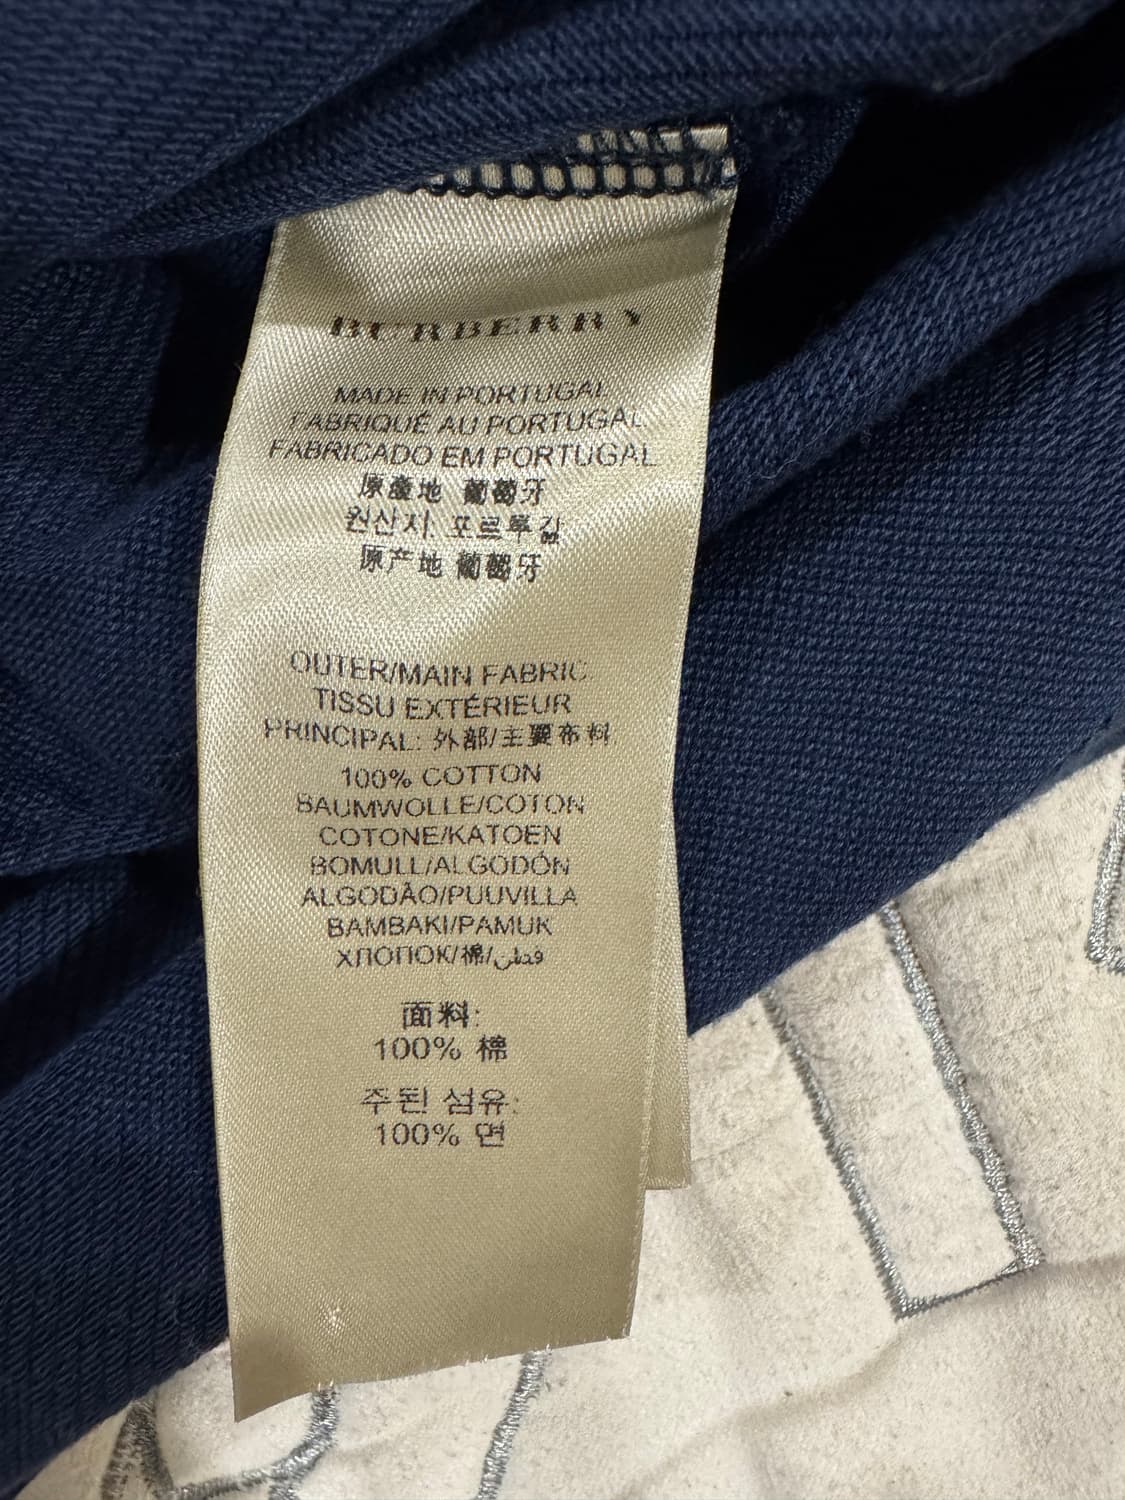 BURBERRY
MADE IN PORTUGAL
FABRIQUÉ AU PORTUGAL
FABRICADO EM PORTUGAL
原產地 葡萄牙
원산지 포르투갈
原产地 葡萄牙
OUTER/MAIN FABRIC
TISSU EXTÉRIEUR
PRINCIPAL: 外部/主要布料
100% COTTON
BAUMWOLLE/COTON
COTONE/KATOEN
BOMULL/ALGODÓN
ALGODÃO/PUUVILLA
BAMBAKI/PAMUK
ХЛОПОК/棉/قطن
面料:
100% 棉
주된 섬유:
100% 면